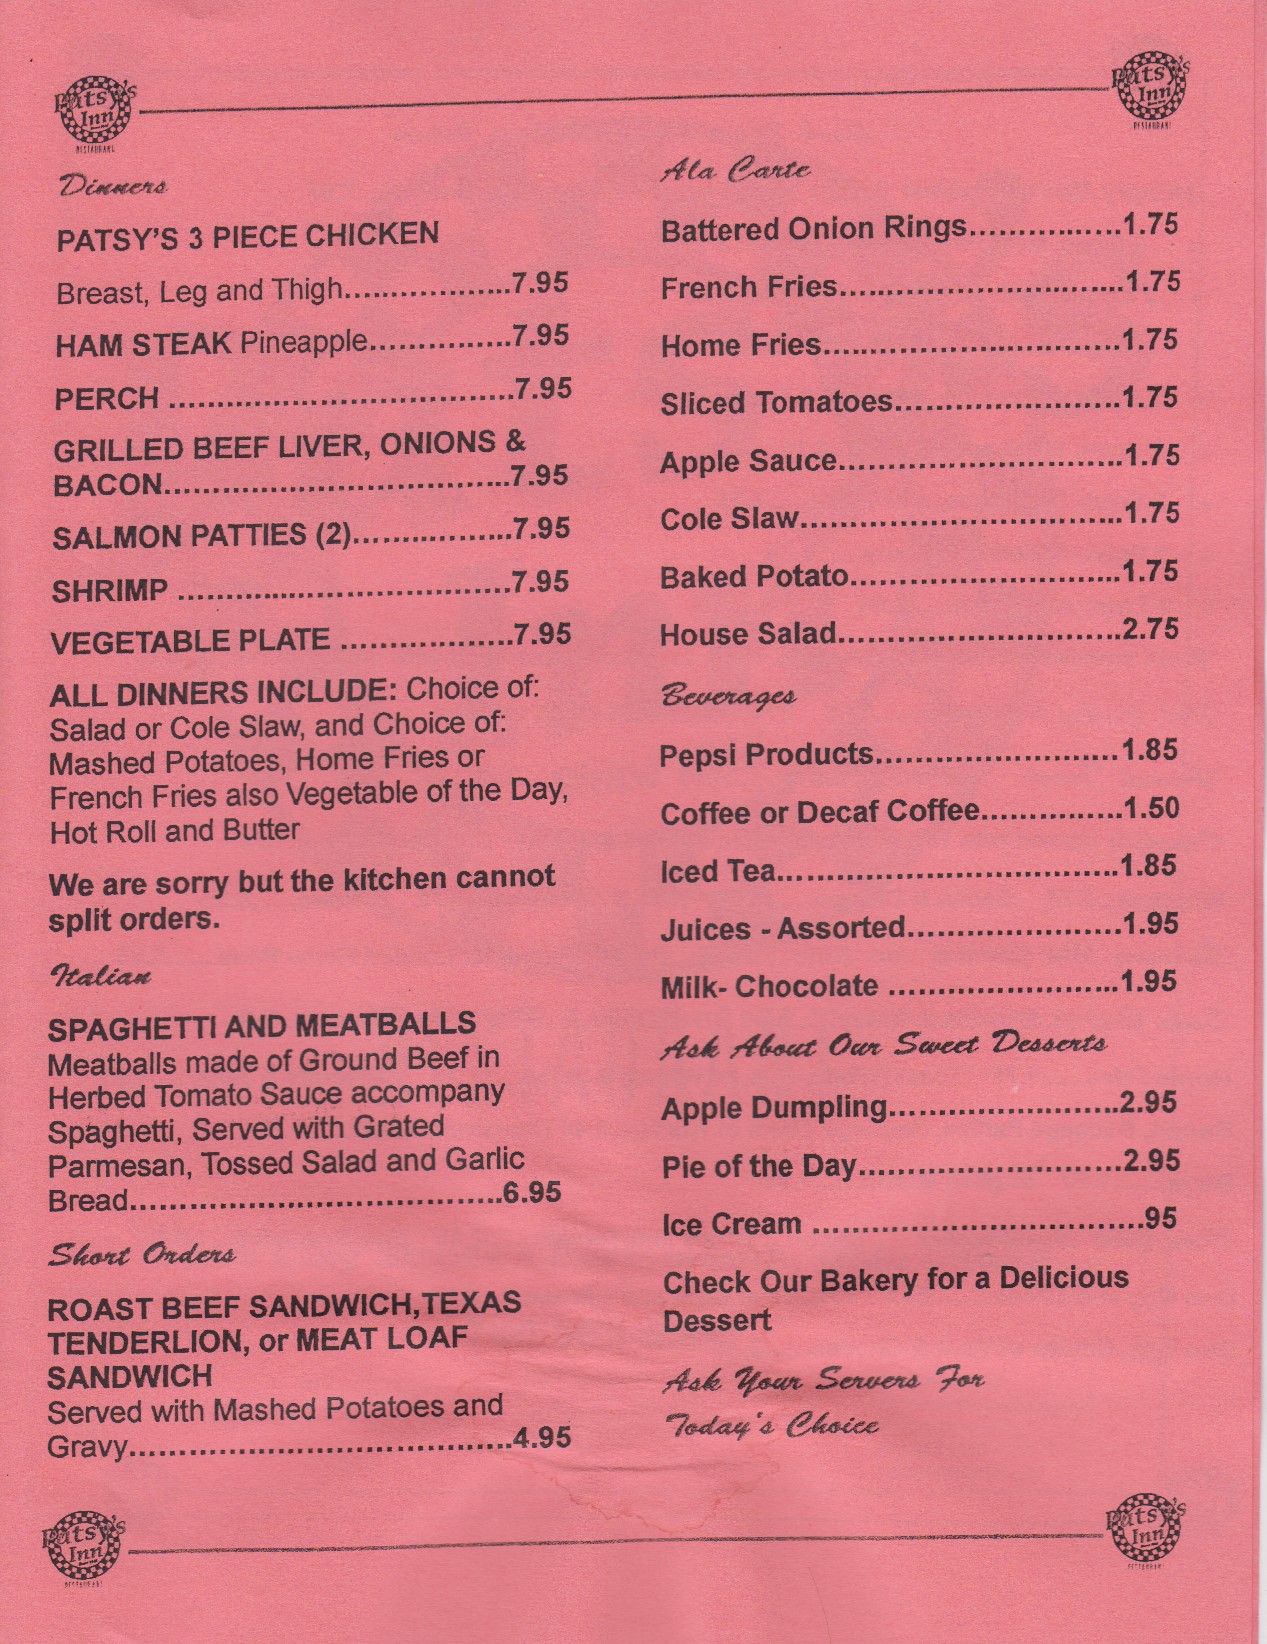 Patsy's
Inn
RESTAURANT
Patsy's
Inn
RESTAURANT
Dinners
PATSY'S 3 PIECE CHICKEN
Breast, Leg and Thigh..................7.95
HAM STEAK Pineapple...............7.95
PERCH ...................................7.95
GRILLED BEEF LIVER, ONIONS &
BACON...................................7.95
SALMON PATTIES (2).................7.95
SHRIMP ..................................7.95
VEGETABLE PLATE ..................7.95
ALL DINNERS INCLUDE: Choice of:
Salad or Cole Slaw, and Choice of:
Mashed Potatoes, Home Fries or
French Fries also Vegetable of the Day,
Hot Roll and Butter
We are sorry but the kitchen cannot
split orders.
Italian
SPAGHETTI AND MEATBALLS
Meatballs made of Ground Beef in
Herbed Tomato Sauce accompany
Spaghetti, Served with Grated
Parmesan, Tossed Salad and Garlic
Bread......................................6.95
Short Orders
ROAST BEEF SANDWICH,TEXAS
TENDERLION, or MEAT LOAF
SANDWICH
Served with Mashed Potatoes and
Gravy.......................................4.95
Ala Carte
Battered Onion Rings................1.75
French Fries.............................1.75
Home Fries..............................1.75
Sliced Tomatoes.......................1.75
Apple Sauce.............................1.75
Cole Slaw.................................1.75
Baked Potato............................1.75
House Salad.............................2.75
Beverages
Pepsi Products.........................1.85
Coffee or Decaf Coffee...............1.50
Iced Tea...................................1.85
Juices - Assorted......................1.95
Milk- Chocolate ........................1.95
Ask About Our Sweet Desserts
Apple Dumpling........................2.95
Pie of the Day...........................2.95
Ice Cream ..................................95
Check Our Bakery for a Delicious
Dessert
Ask Your Servers For
Today's Choice
Patsy's
Inn
RESTAURANT
Patsy's
Inn
RESTAURANT